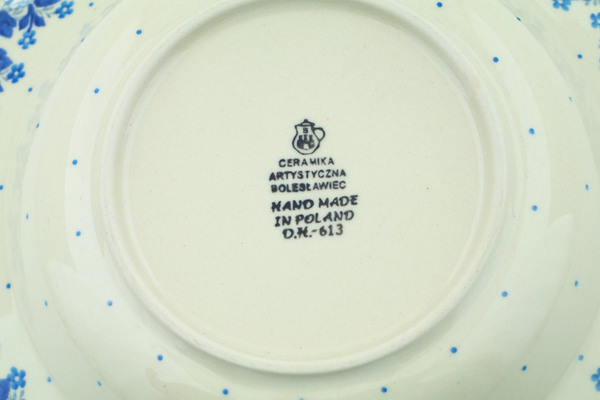 B
CERAMIKA
ARTYSTYCZNA
BOLESŁAWIEC
HAND MADE
IN POLAND
D.H.-613